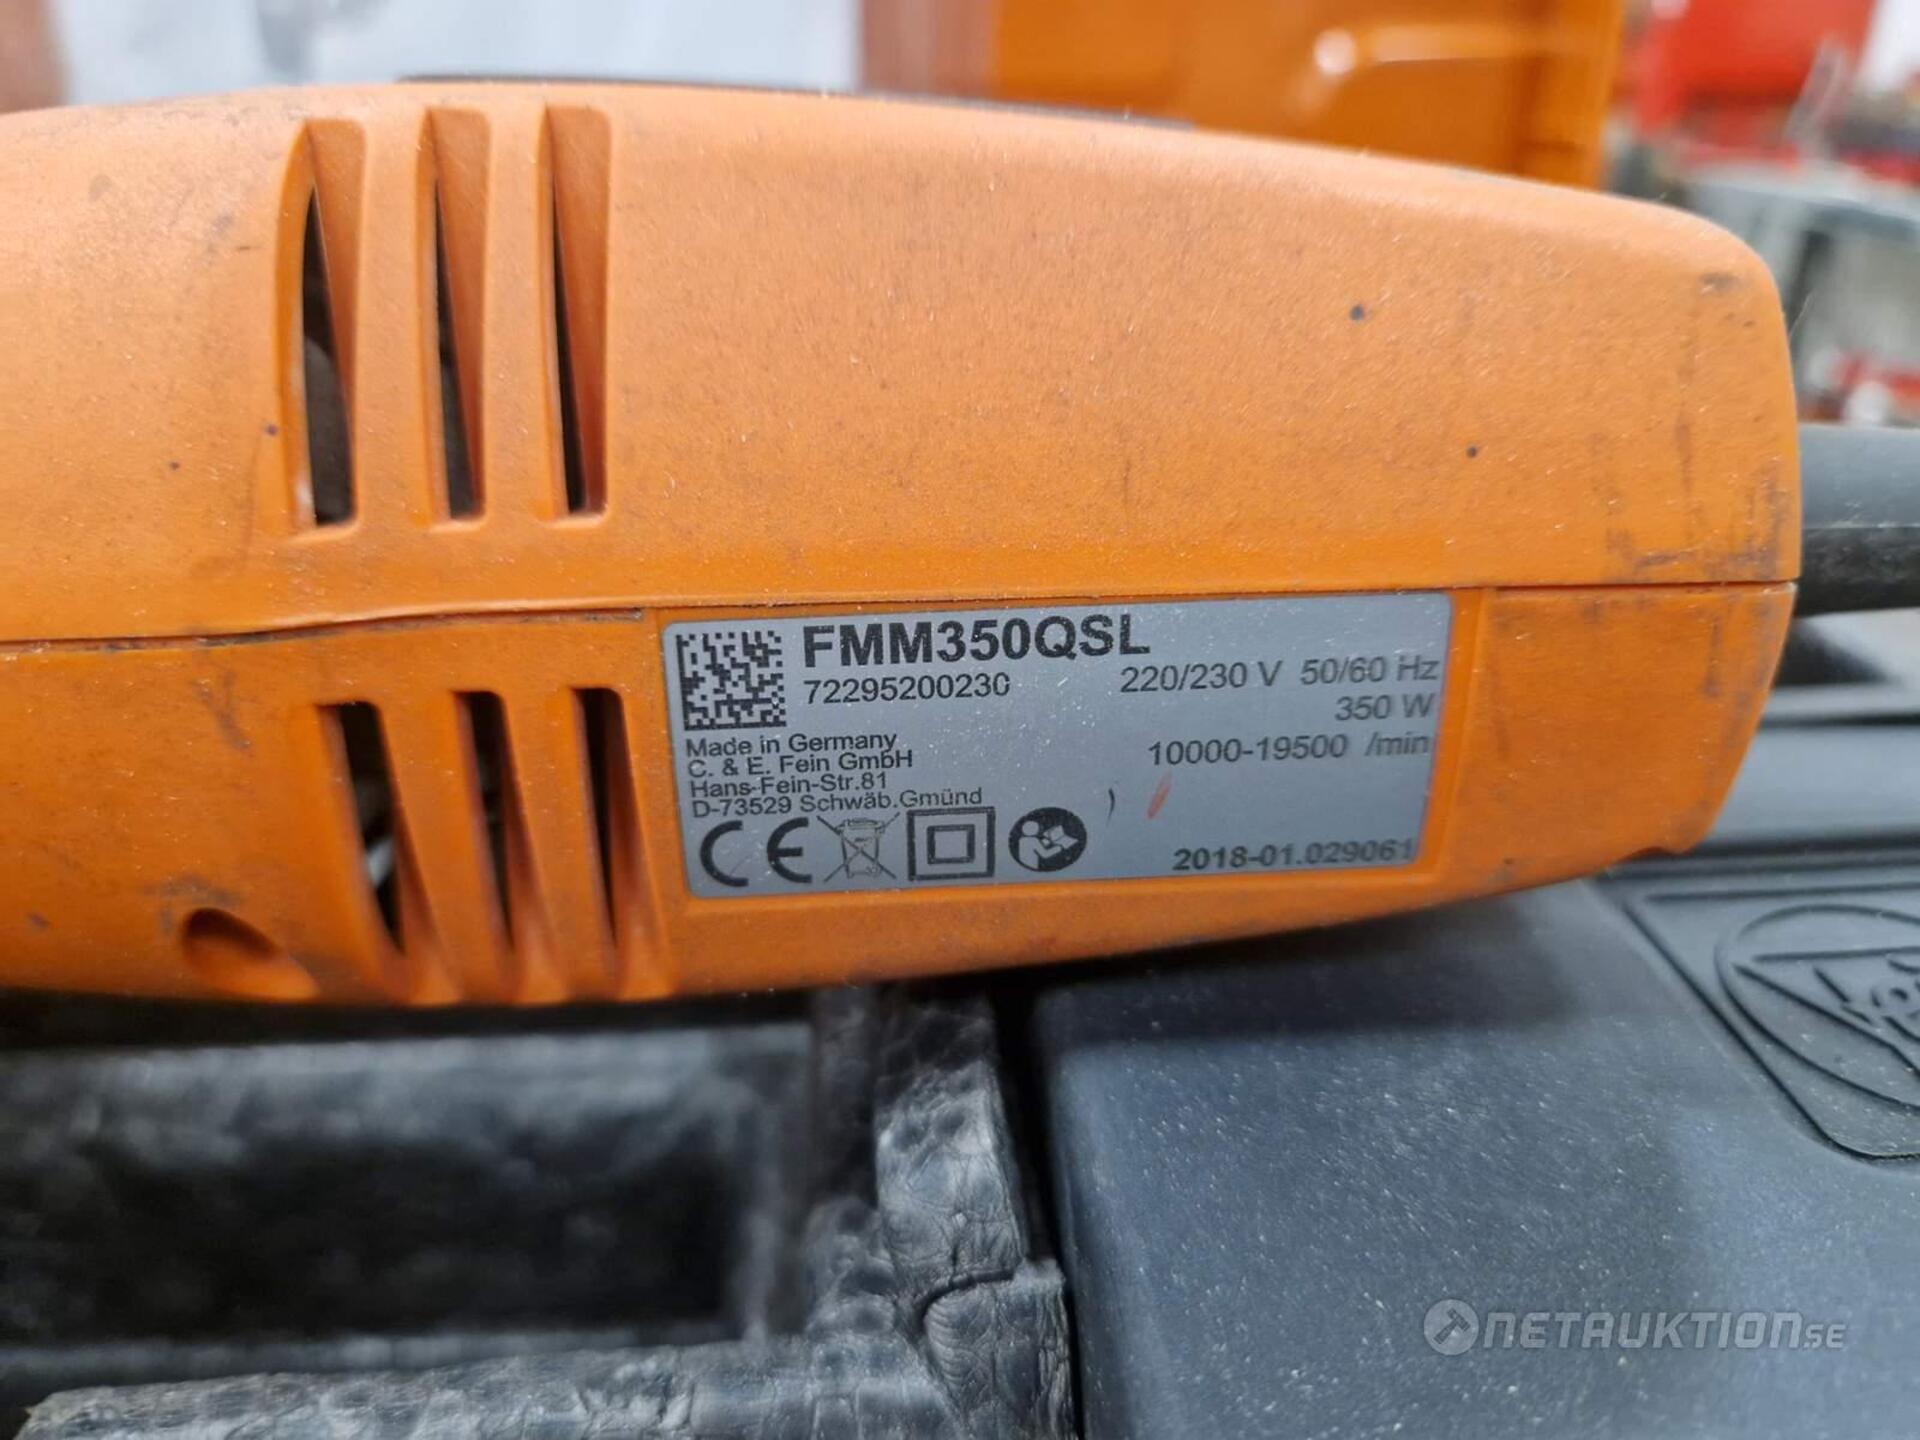 FMM350QSL
72295200230
220/230 V 50/60 Hz
350 W
10000-19500 /min
Made in Germany
C. & E. Fein GmbH
Hans-Fein-Str.81
D-73529 Schwäb.Gmünd
CE
2018-01.029061
NETAUKTION.SE